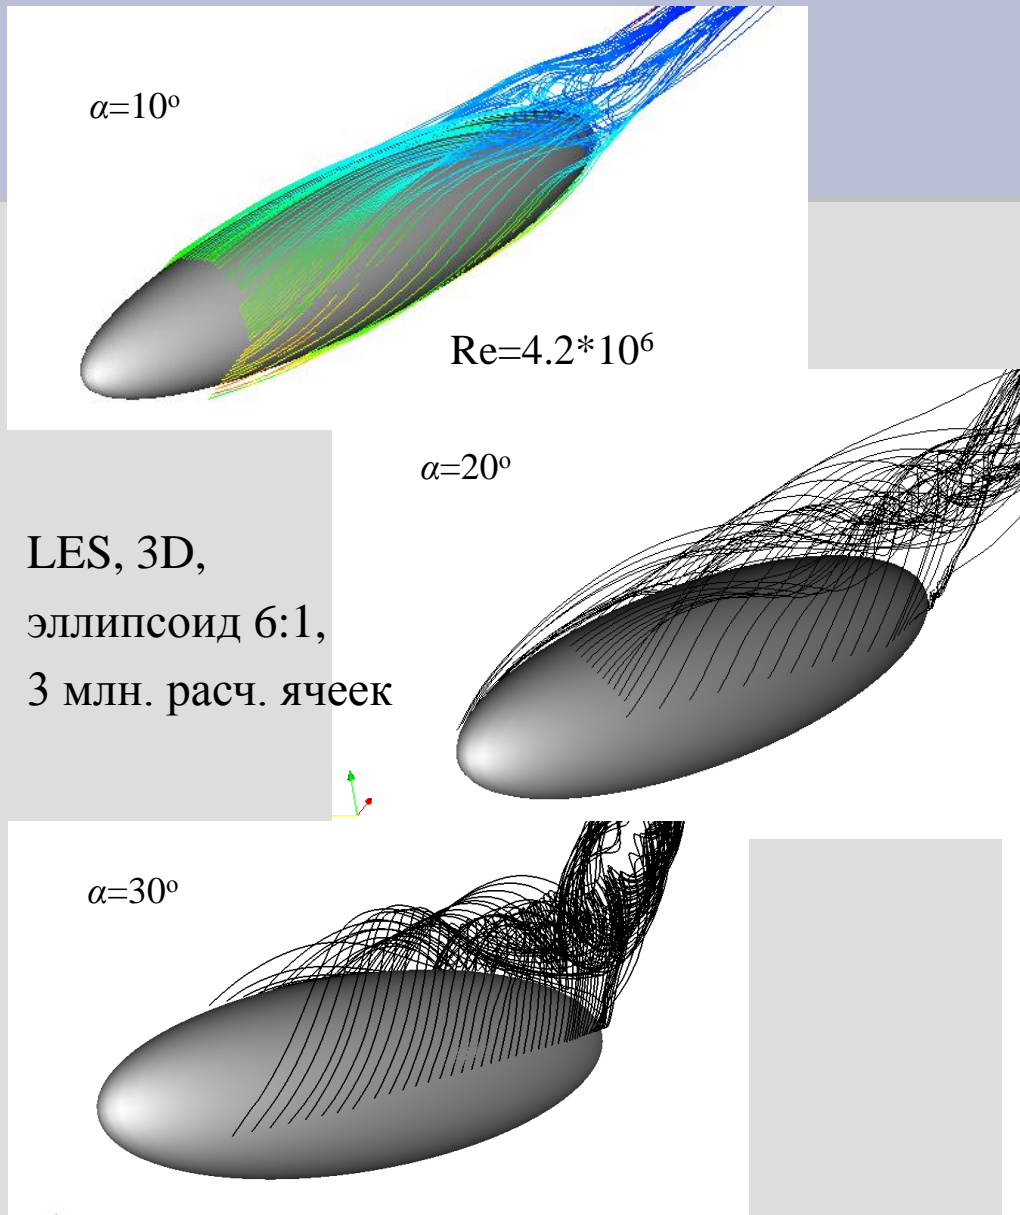 α=10º
Re=4.2*10⁶
α=20º
LES, 3D,
эллипсоид 6:1,
3 млн. расч. ячеек
α=30º